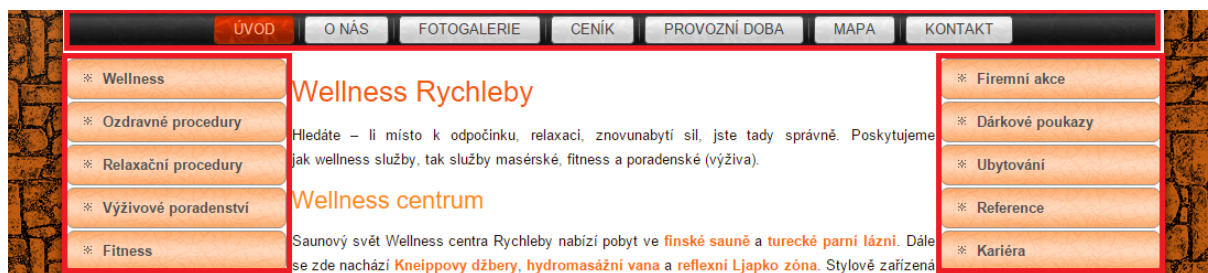 ÚVOD O NÁS FOTOGALERIE CENÍK PROVOZNÍ DOBA MAPA KONTAKT
Wellness
Ozdravné procedury
Relaxační procedury
Výživové poradenství
Fitness
Wellness Rychleby
Hledáte – li místo k odpočinku, relaxaci, znovunabytí sil, jste tady správně. Poskytujeme
jak wellness služby, tak služby masérské, fitness a poradenské (výživa).
Wellness centrum
Saunový svět Wellness centra Rychleby nabízí pobyt ve finské sauně a turecké parní lázni. Dále
se zde nachází Kneippovy džbery, hydromasážní vana a reflexní Ljapko zóna. Stylově zařízená
Firemní akce
Dárkové poukazy
Ubytování
Reference
Kariéra